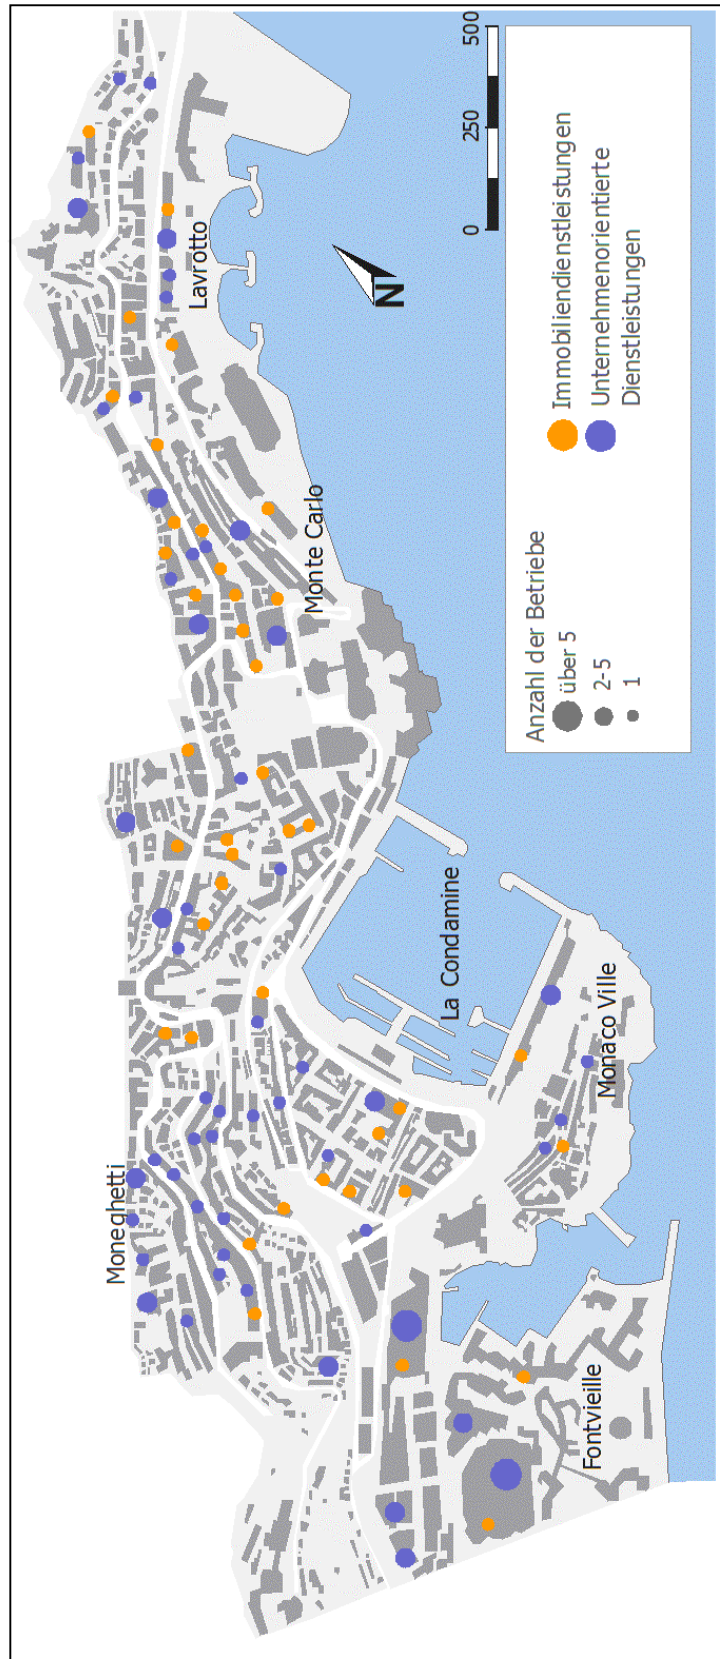 Moneghetti
Fontvieille
Monaco Ville
La Condamine
Monte Carlo
Lavrotto
N
0 250 500
Anzahl der Betriebe
über 5
2-5
1
Immobiliendienstleistungen
Unternehmenorientierte
Dienstleistungen